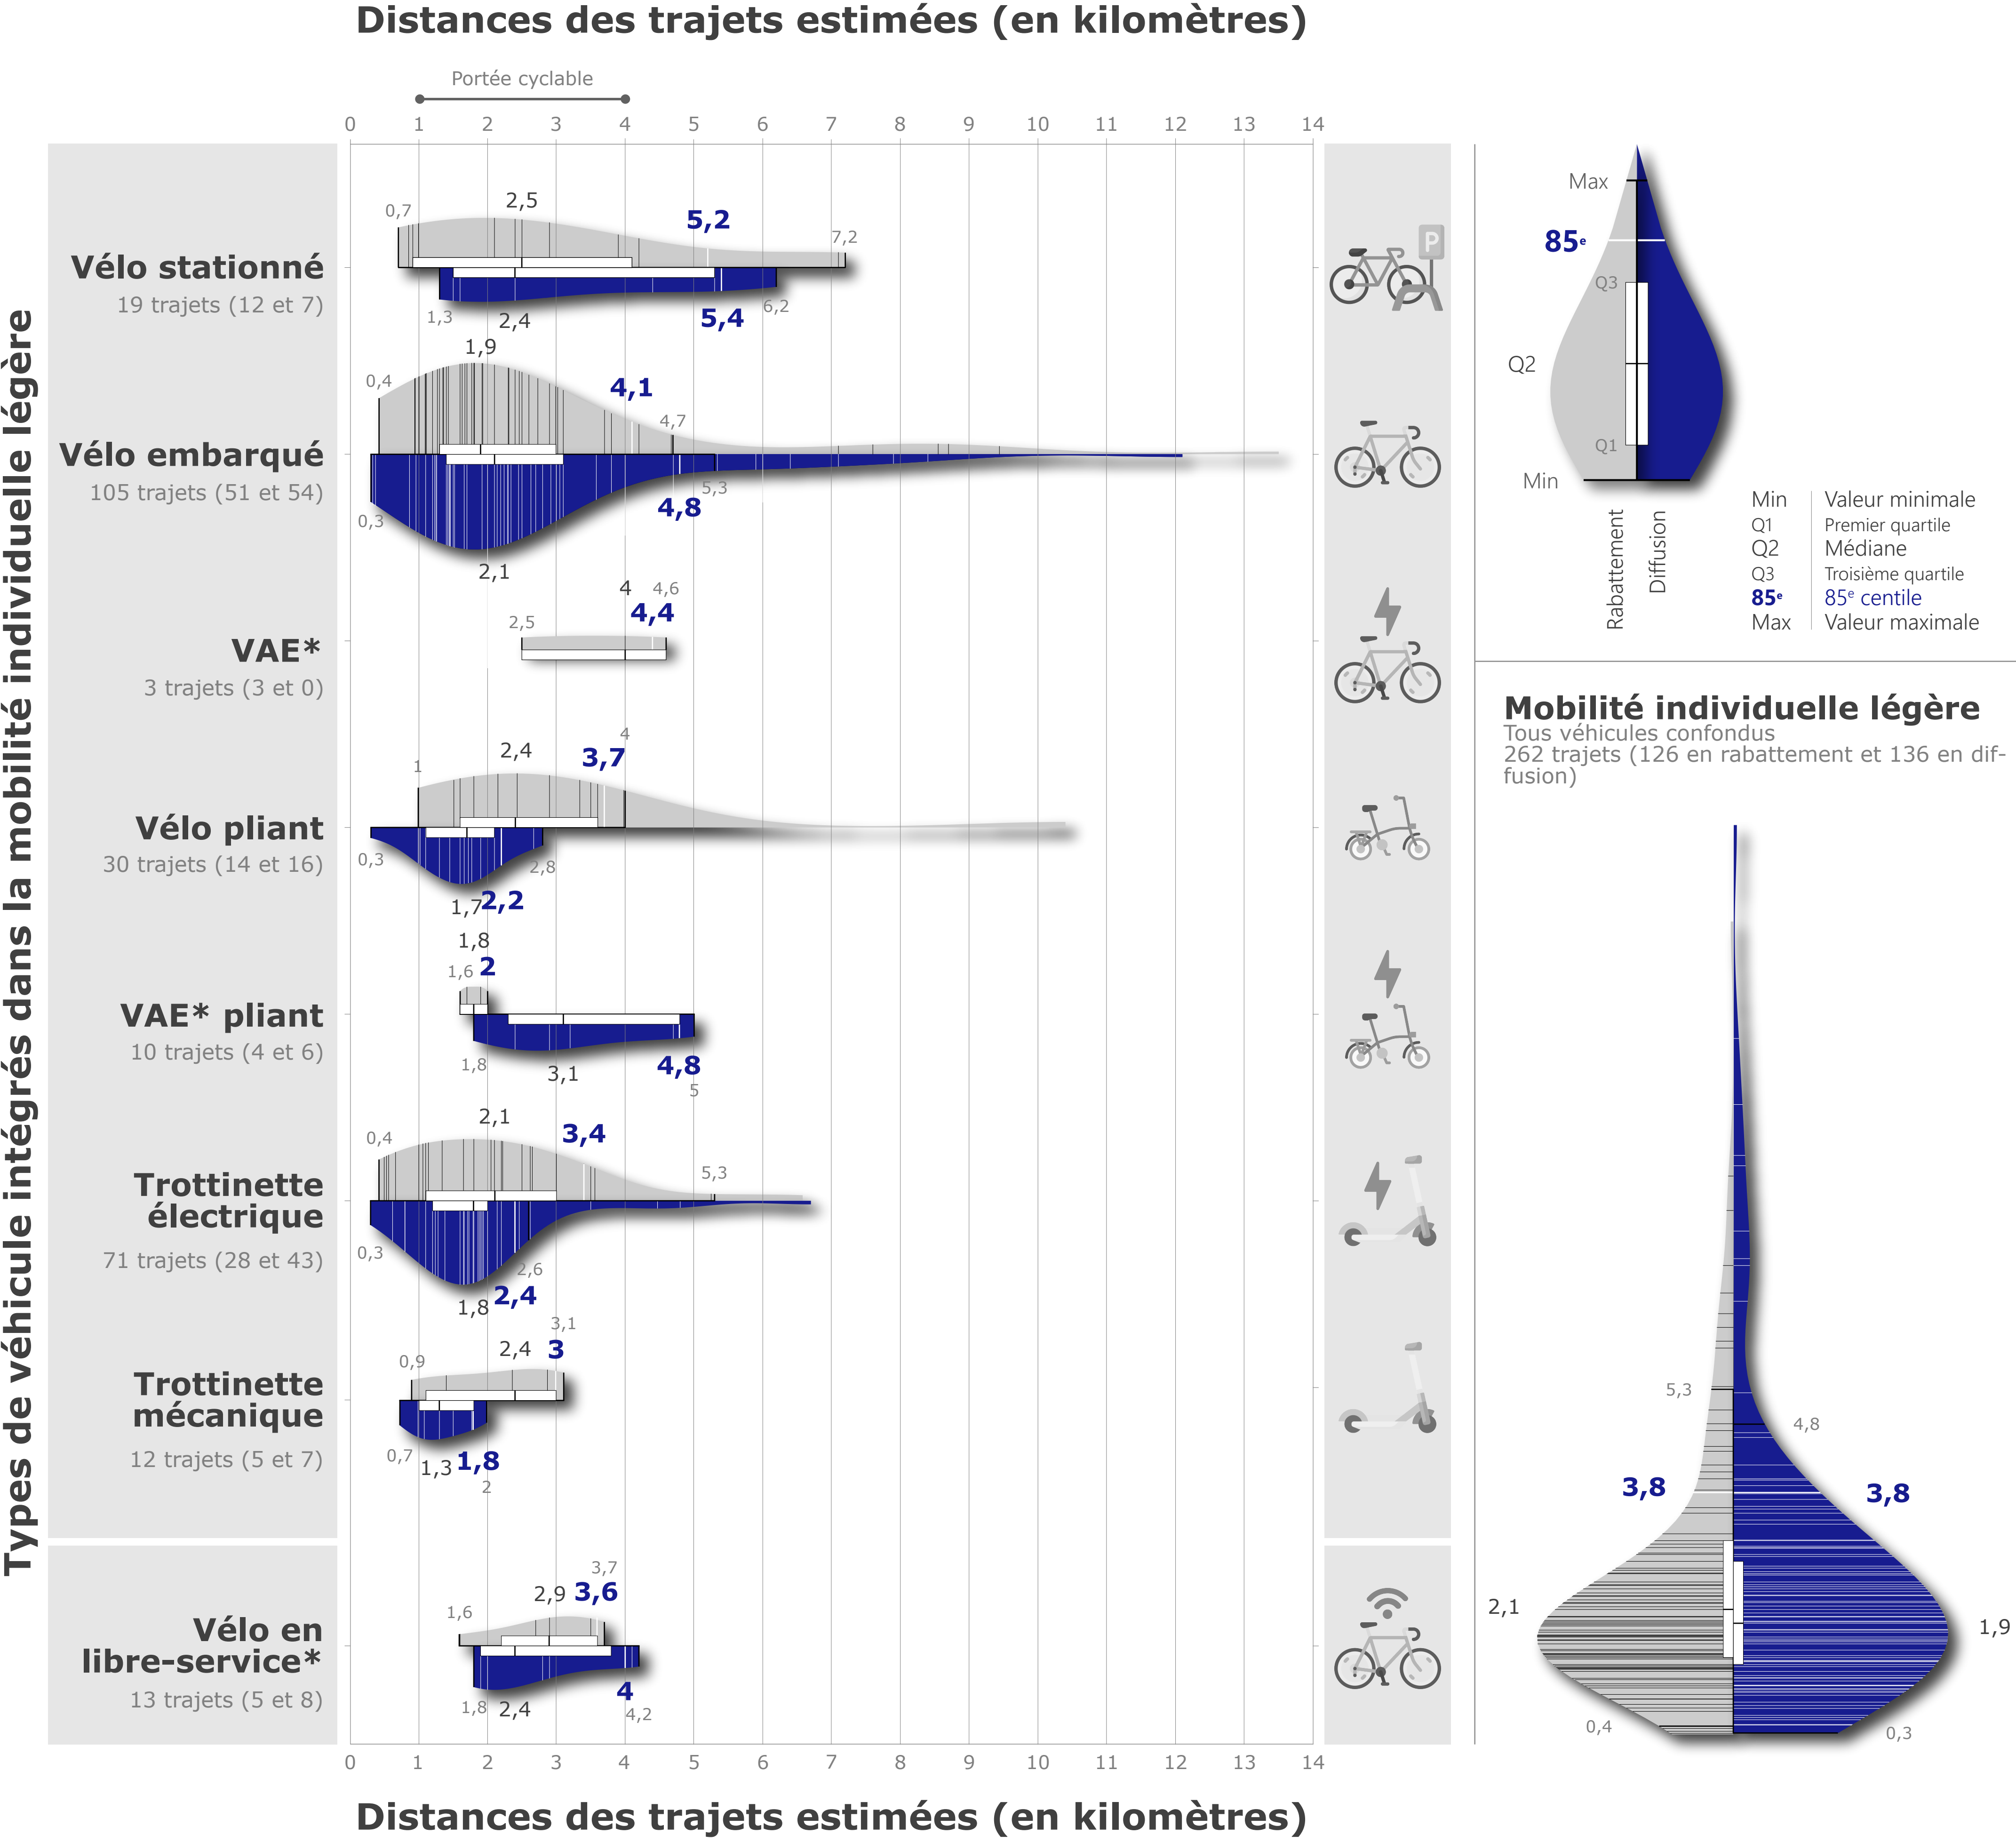 Distances des trajets estimées (en kilomètres)
Portée cyclable
0 1 2 3 4 5 6 7 8 9 10 11 12 13 14
Types de véhicule intégrés dans la mobilité individuelle légère
Vélo stationné
19 trajets (12 et 7)
0,7 2,5 5,2 7,2
1,3 2,4 5,4 6,2
P
Vélo embarqué
105 trajets (51 et 54)
0,4 1,9 4,1 4,7
0,3 2,1 4,8 5,3
VAE*
3 trajets (3 et 0)
2,5 4 4,4 4,6
Vélo pliant
30 trajets (14 et 16)
1 2,4 3,7 4
0,3 1,7 2,2 2,8
VAE* pliant
10 trajets (4 et 6)
1,6 1,8 2
1,8 3,1 4,8 5
Trottinette
électrique
71 trajets (28 et 43)
0,4 2,1 3,4 5,3
0,3 1,8 2,4 2,6
Trottinette
mécanique
12 trajets (5 et 7)
0,9 2,4 3 3,1
0,7 1,3 1,8 2
Vélo en
libre-service*
13 trajets (5 et 8)
1,6 2,9 3,6 3,7
1,8 2,4 4 4,2
0 1 2 3 4 5 6 7 8 9 10 11 12 13 14
Distances des trajets estimées (en kilomètres)
Max
85e
Q3
Q2
Q1
Min
Rabattement
Diffusion
Min Valeur minimale
Q1 Premier quartile
Q2 Médiane
Q3 Troisième quartile
85e 85e centile
Max Valeur maximale
Mobilité individuelle légère
Tous véhicules confondus
262 trajets (126 en rabattement et 136 en dif-
fusion)
5,3
4,8
3,8 3,8
2,1
1,9
0,4
0,3